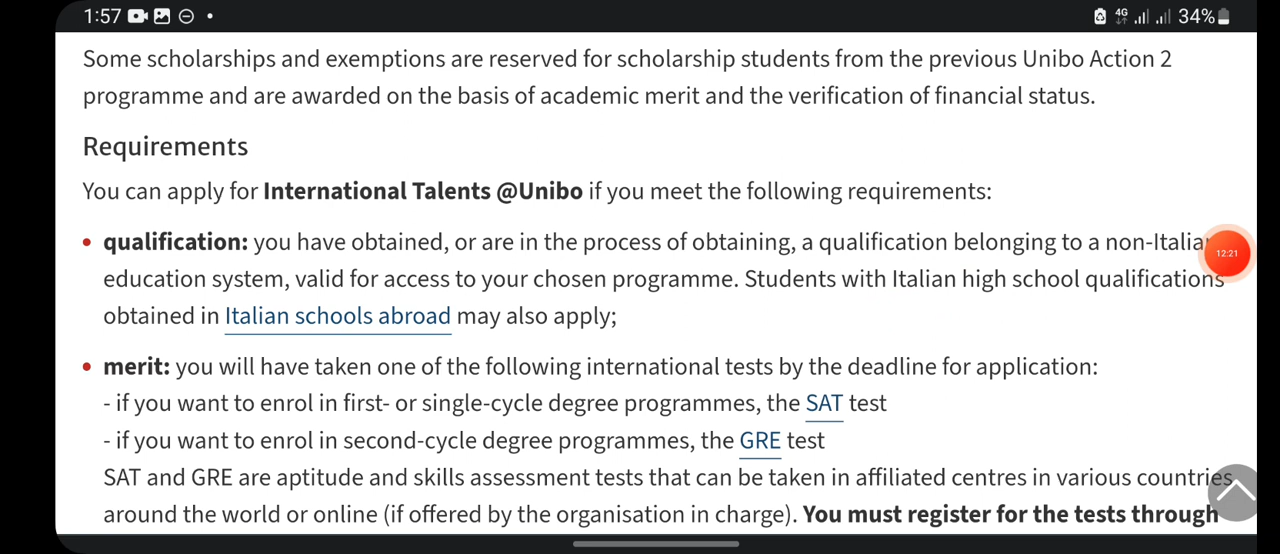 1:57 4G 34%
Some scholarships and exemptions are reserved for scholarship students from the previous Unibo Action 2
programme and are awarded on the basis of academic merit and the verification of financial status.
Requirements
You can apply for International Talents @Unibo if you meet the following requirements:
• qualification: you have obtained, or are in the process of obtaining, a qualification belonging to a non-Italian
12:21
education system, valid for access to your chosen programme. Students with Italian high school qualifications
obtained in Italian schools abroad may also apply;
• merit: you will have taken one of the following international tests by the deadline for application:
- if you want to enrol in first- or single-cycle degree programmes, the SAT test
- if you want to enrol in second-cycle degree programmes, the GRE test
SAT and GRE are aptitude and skills assessment tests that can be taken in affiliated centres in various countries
around the world or online (if offered by the organisation in charge). You must register for the tests through